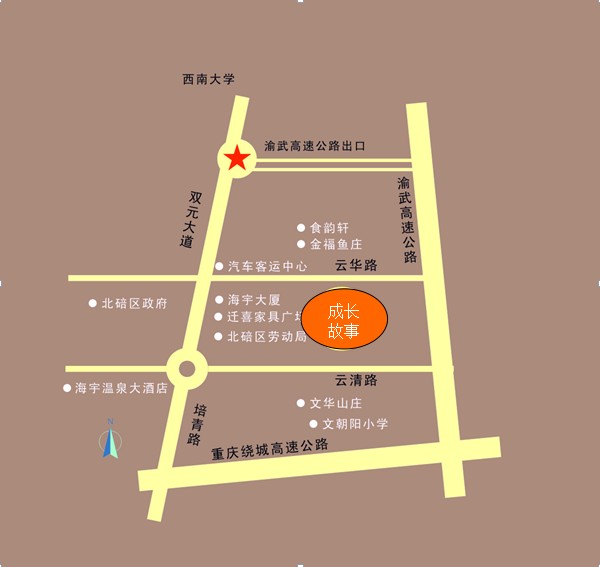 西南大学
渝武高速公路出口
双元大道
渝武高速公路
食韵轩
金福鱼庄
汽车客运中心
云华路
北碚区政府
海宇大厦
迁喜家具广场
成长
故事
北碚区劳动局
海宇温泉大酒店
云清路
培青路
文华山庄
文朝阳小学
重庆绕城高速公路
N